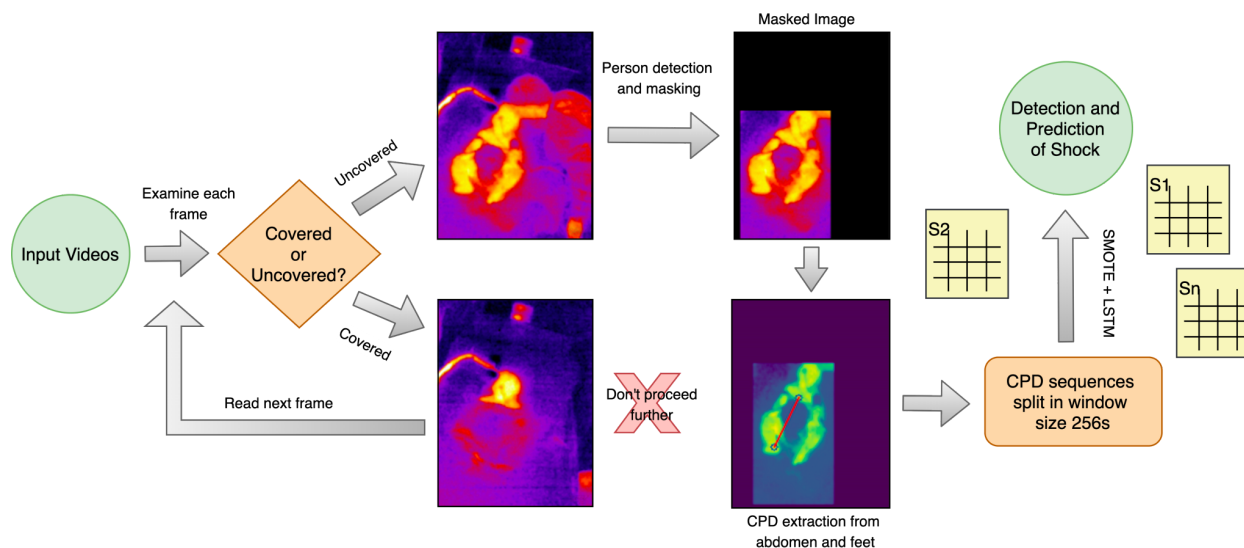 Input Videos
Examine each
frame
Covered
or
Uncovered?
Uncovered
Covered
Read next frame
Person detection
and masking
Don't proceed
further
Masked Image
CPD extraction from
abdomen and feet
CPD sequences
split in window
size 256s
SMOTE + LSTM
Detection and
Prediction
of Shock
S2
S1
Sn